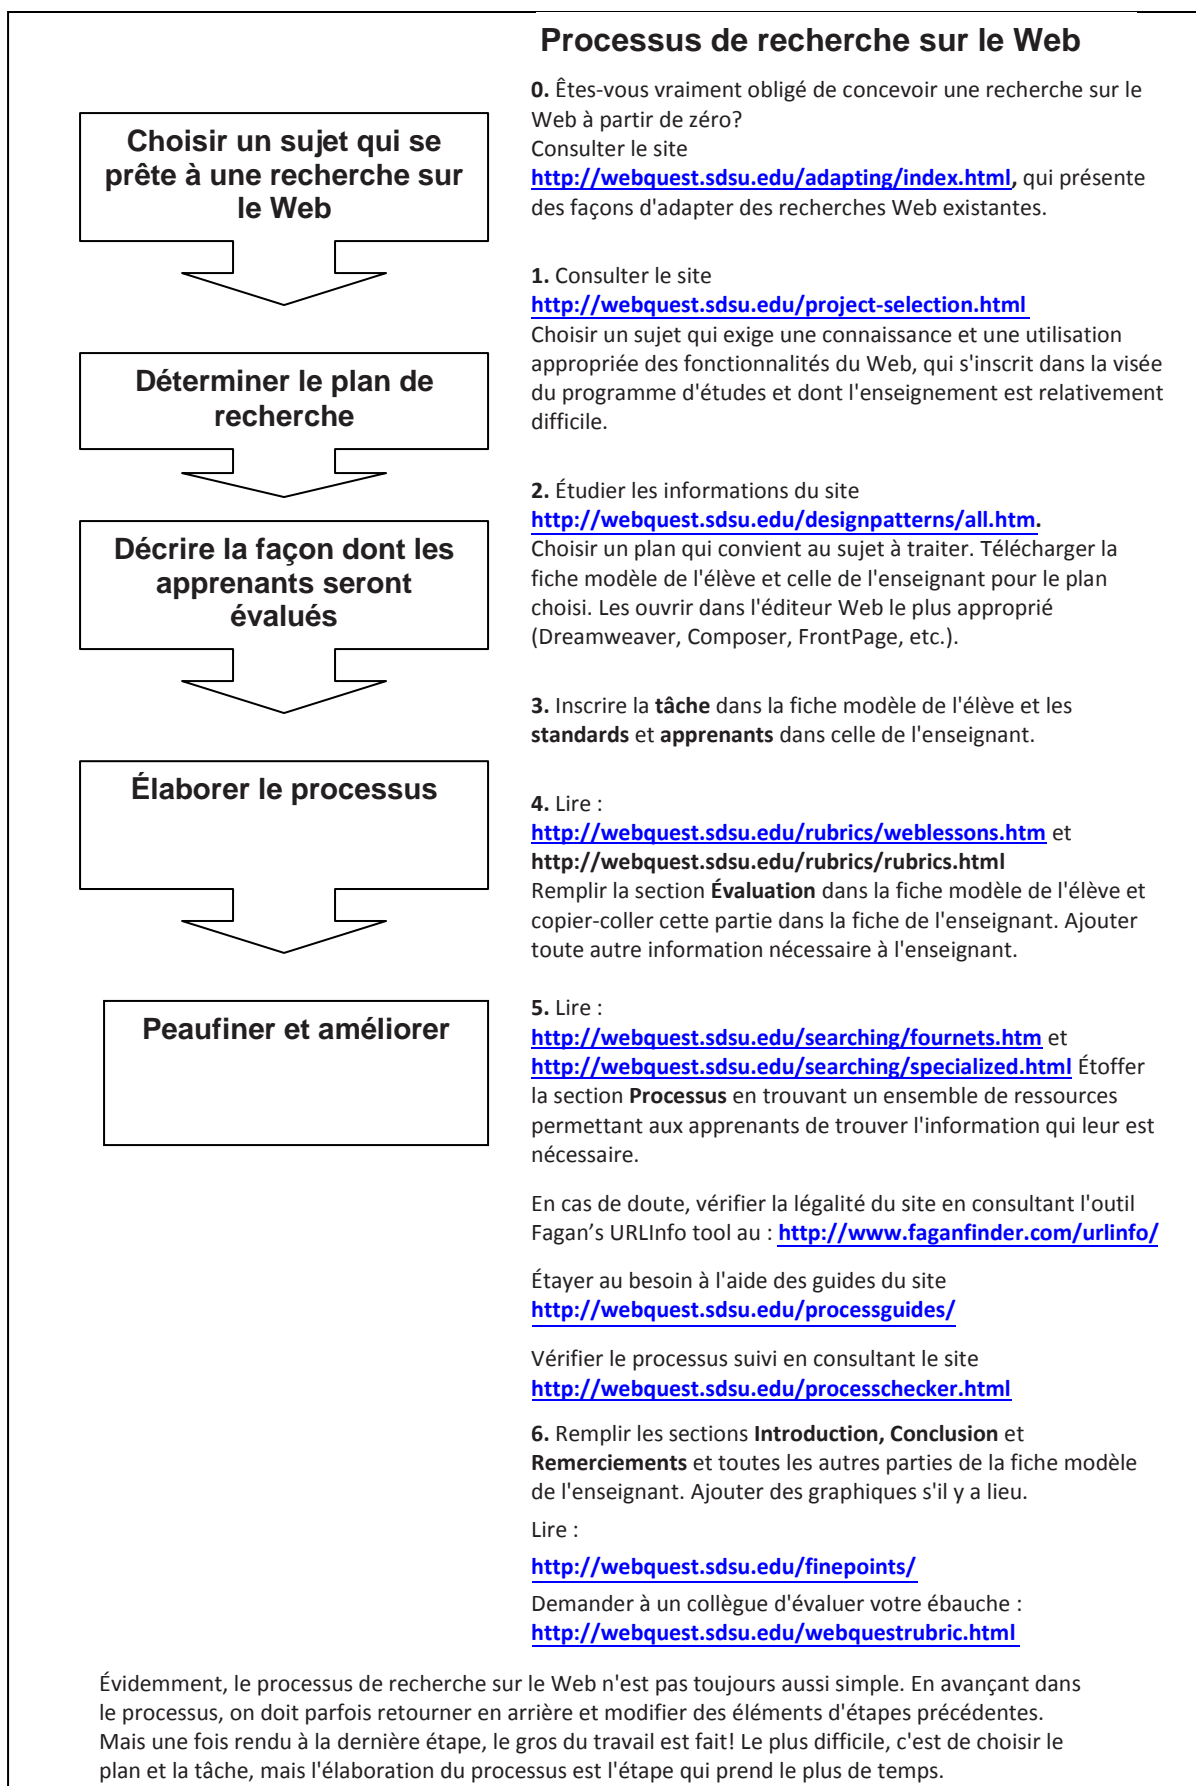 Processus de recherche sur le Web
Choisir un sujet qui se
prête à une recherche sur
le Web
Déterminer le plan de
recherche
Décrire la façon dont les
apprenants seront
évalués
Élaborer le processus
Peaufiner et améliorer
0. Êtes-vous vraiment obligé de concevoir une recherche sur le
Web à partir de zéro?
Consulter le site
http://webquest.sdsu.edu/adapting/index.html, qui présente
des façons d'adapter des recherches Web existantes.
1. Consulter le site
http://webquest.sdsu.edu/project-selection.html
Choisir un sujet qui exige une connaissance et une utilisation
appropriée des fonctionnalités du Web, qui s'inscrit dans la visée
du programme d'études et dont l'enseignement est relativement
difficile.
2. Étudier les informations du site
http://webquest.sdsu.edu/designpatterns/all.htm.
Choisir un plan qui convient au sujet à traiter. Télécharger la
fiche modèle de l'élève et celle de l'enseignant pour le plan
choisi. Les ouvrir dans l'éditeur Web le plus approprié
(Dreamweaver, Composer, FrontPage, etc.).
3. Inscrire la tâche dans la fiche modèle de l'élève et les
standards et apprenants dans celle de l'enseignant.
4. Lire :
http://webquest.sdsu.edu/rubrics/weblessons.htm et
http://webquest.sdsu.edu/rubrics/rubrics.html
Remplir la section Évaluation dans la fiche modèle de l'élève et
copier-coller cette partie dans la fiche de l'enseignant. Ajouter
toute autre information nécessaire à l'enseignant.
5. Lire :
http://webquest.sdsu.edu/searching/fournets.htm et
http://webquest.sdsu.edu/searching/specialized.html Étoffer
la section Processus en trouvant un ensemble de ressources
permettant aux apprenants de trouver l'information qui leur est
nécessaire.
En cas de doute, vérifier la légalité du site en consultant l'outil
Fagan’s URLInfo tool au : http://www.faganfinder.com/urlinfo/
Étayer au besoin à l'aide des guides du site
http://webquest.sdsu.edu/processguides/
Vérifier le processus suivi en consultant le site
http://webquest.sdsu.edu/processchecker.html
6. Remplir les sections Introduction, Conclusion et
Remerciements et toutes les autres parties de la fiche modèle
de l'enseignant. Ajouter des graphiques s'il y a lieu.
Lire :
http://webquest.sdsu.edu/finepoints/
Demander à un collègue d'évaluer votre ébauche :
http://webquest.sdsu.edu/webquestrubric.html
Évidemment, le processus de recherche sur le Web n'est pas toujours aussi simple. En avançant dans
le processus, on doit parfois retourner en arrière et modifier des éléments d'étapes précédentes.
Mais une fois rendu à la dernière étape, le gros du travail est fait! Le plus difficile, c'est de choisir le
plan et la tâche, mais l'élaboration du processus est l'étape qui prend le plus de temps.